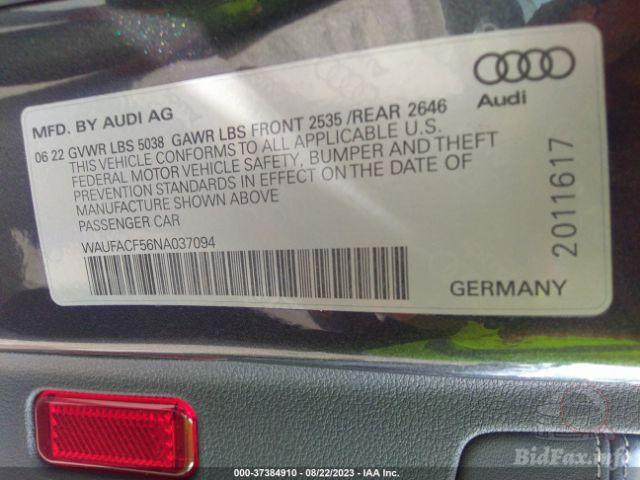 Audi
MFD. BY AUDI AG
06 22 GVWR LBS 5038 GAWR LBS FRONT 2535 /REAR 2646
THIS VEHICLE CONFORMS TO ALL APPLICABLE U.S.
FEDERAL MOTOR VEHICLE SAFETY, BUMPER AND THEFT
PREVENTION STANDARDS IN EFFECT ON THE DATE OF
MANUFACTURE SHOWN ABOVE
PASSENGER CAR
WAUFACF56NA037094
2011617
GERMANY
BidFax.info
000-37384910 - 08/22/2023 - IAA Inc.